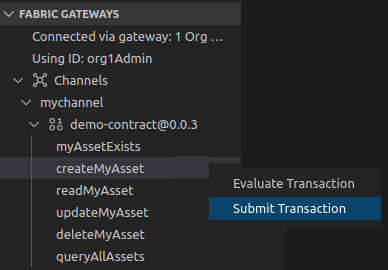 FABRIC GATEWAYS
Connected via gateway: 1 Org ...
Using ID: org1Admin
Channels
mychannel
demo-contract@0.0.3
myAssetExists
createMyAsset
readMyAsset
updateMyAsset
deleteMyAsset
queryAllAssets
Evaluate Transaction
Submit Transaction